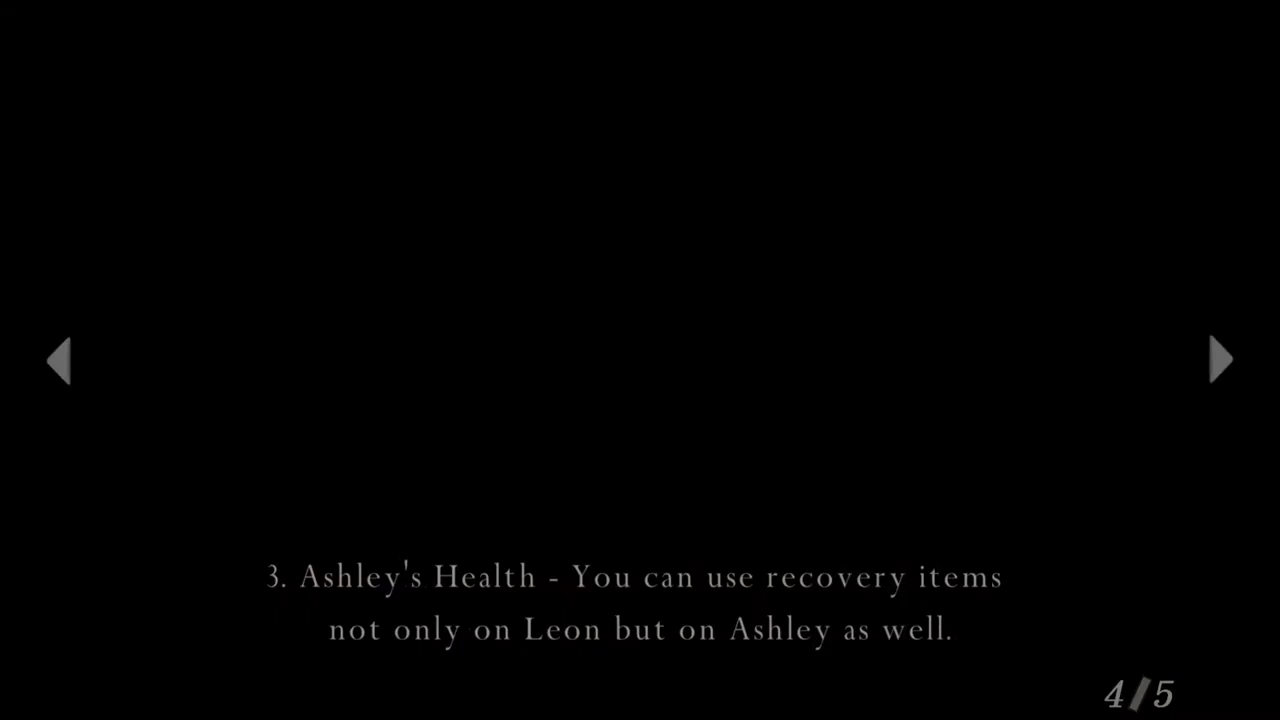 3. Ashley's Health - You can use recovery items
not only on Leon but on Ashley as well.
4/5